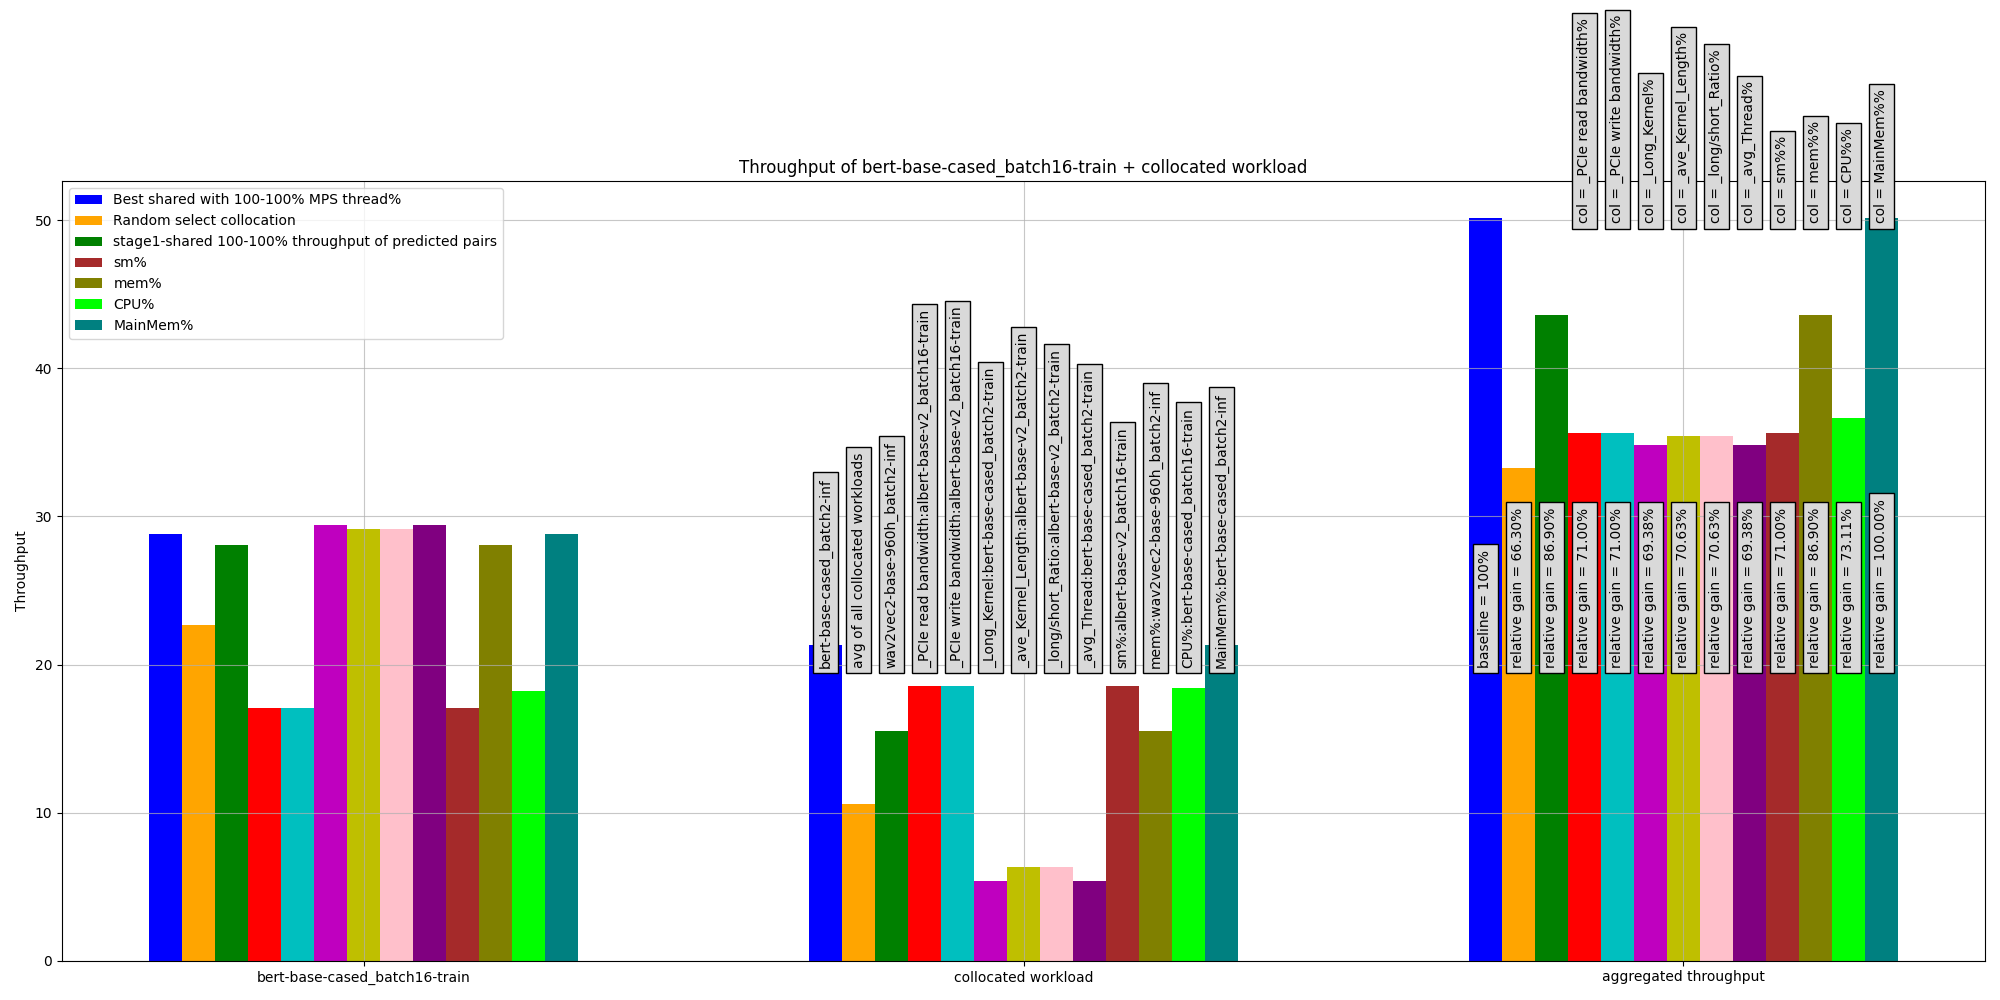 col = _PCIe read bandwidth%
col = _PCIe write bandwidth%
col = _Long_Kernel%
col = _ave_Kernel_Length%
col = _long/short_Ratio%
col = _avg_Thread%
col = sm%%
col = mem%%
col = CPU%%
col = MainMem%%
Throughput of bert-base-cased_batch16-train + collocated workload
Best shared with 100-100% MPS thread%
Random select collocation
stage1-shared 100-100% throughput of predicted pairs
sm%
mem%
CPU%
MainMem%
Throughput
50
40
30
20
10
0
bert-base-cased_batch2-inf
avg of all collocated workloads
wav2vec2-base-960h_batch2-inf
_PCIe read bandwidth:albert-base-v2_batch16-train
_PCIe write bandwidth:albert-base-v2_batch16-train
_Long_Kernel:bert-base-cased_batch2-train
_ave_Kernel_Length:albert-base-v2_batch2-train
_long/short_Ratio:albert-base-v2_batch2-train
_avg_Thread:bert-base-cased_batch2-train
sm%:albert-base-v2_batch16-train
mem%:wav2vec2-base-960h_batch2-inf
CPU%:bert-base-cased_batch16-train
MainMem%:bert-base-cased_batch2-inf
baseline = 100%
relative gain = 66.30%
relative gain = 86.90%
relative gain = 71.00%
relative gain = 71.00%
relative gain = 69.38%
relative gain = 70.63%
relative gain = 70.63%
relative gain = 69.38%
relative gain = 71.00%
relative gain = 86.90%
relative gain = 73.11%
relative gain = 100.00%
bert-base-cased_batch16-train
collocated workload
aggregated throughput